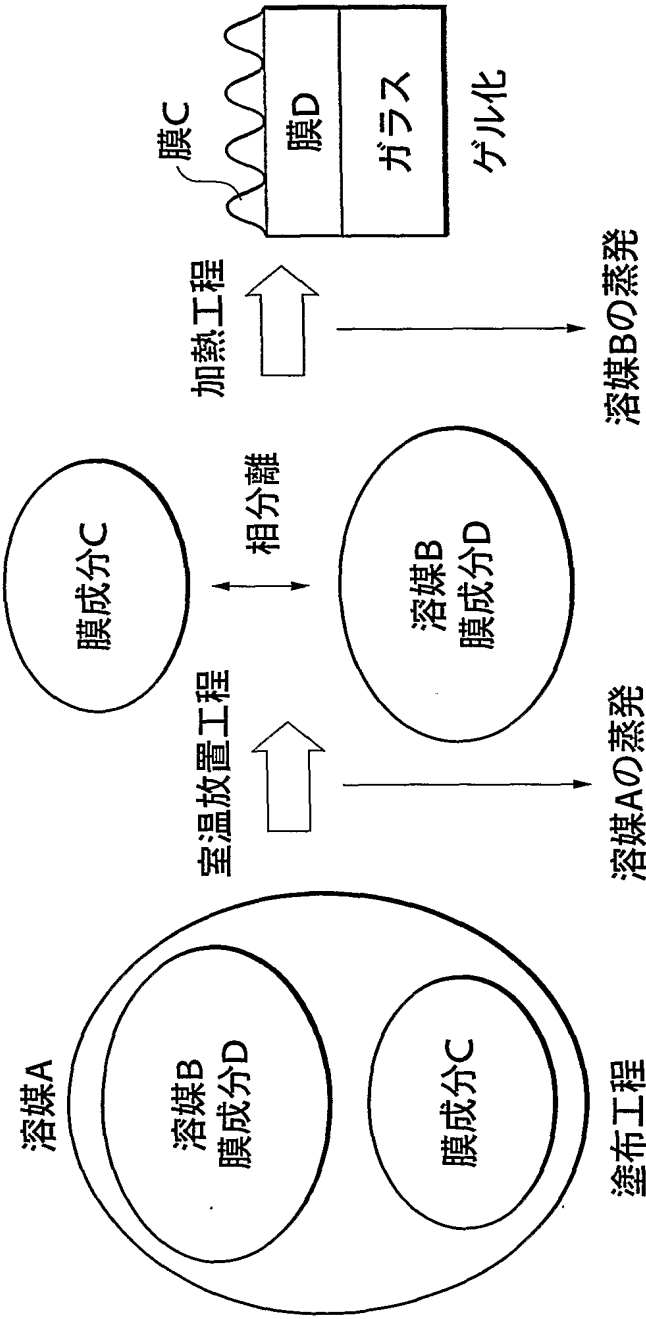 溶媒A
溶媒B
膜成分D
膜成分C
塗布工程
室温放置工程
溶媒Aの蒸発
膜成分C
相分離
溶媒B
膜成分D
加熱工程
溶媒Bの蒸発
膜C
膜D
ガラス
ゲル化